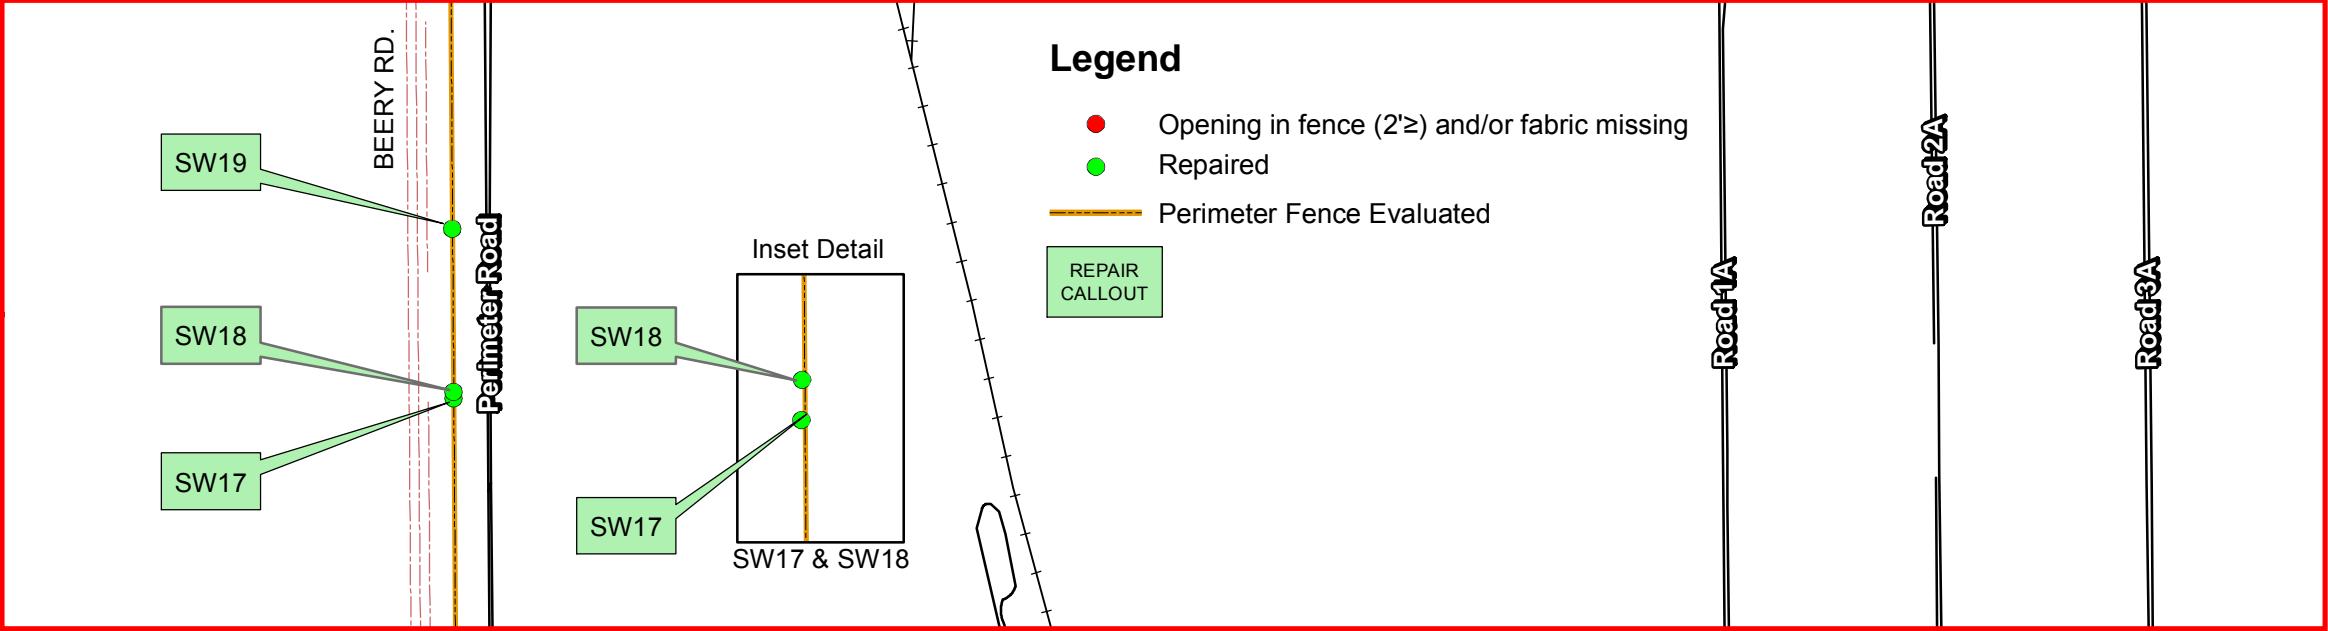 BEERY RD.
SW19
SW18
SW17
Perimeter Road
Inset Detail
SW18
SW17
SW17 & SW18
Legend
Opening in fence (2'≥) and/or fabric missing
Repaired
Perimeter Fence Evaluated
REPAIR
CALLOUT
Road 1A
Road 2A
Road 3A